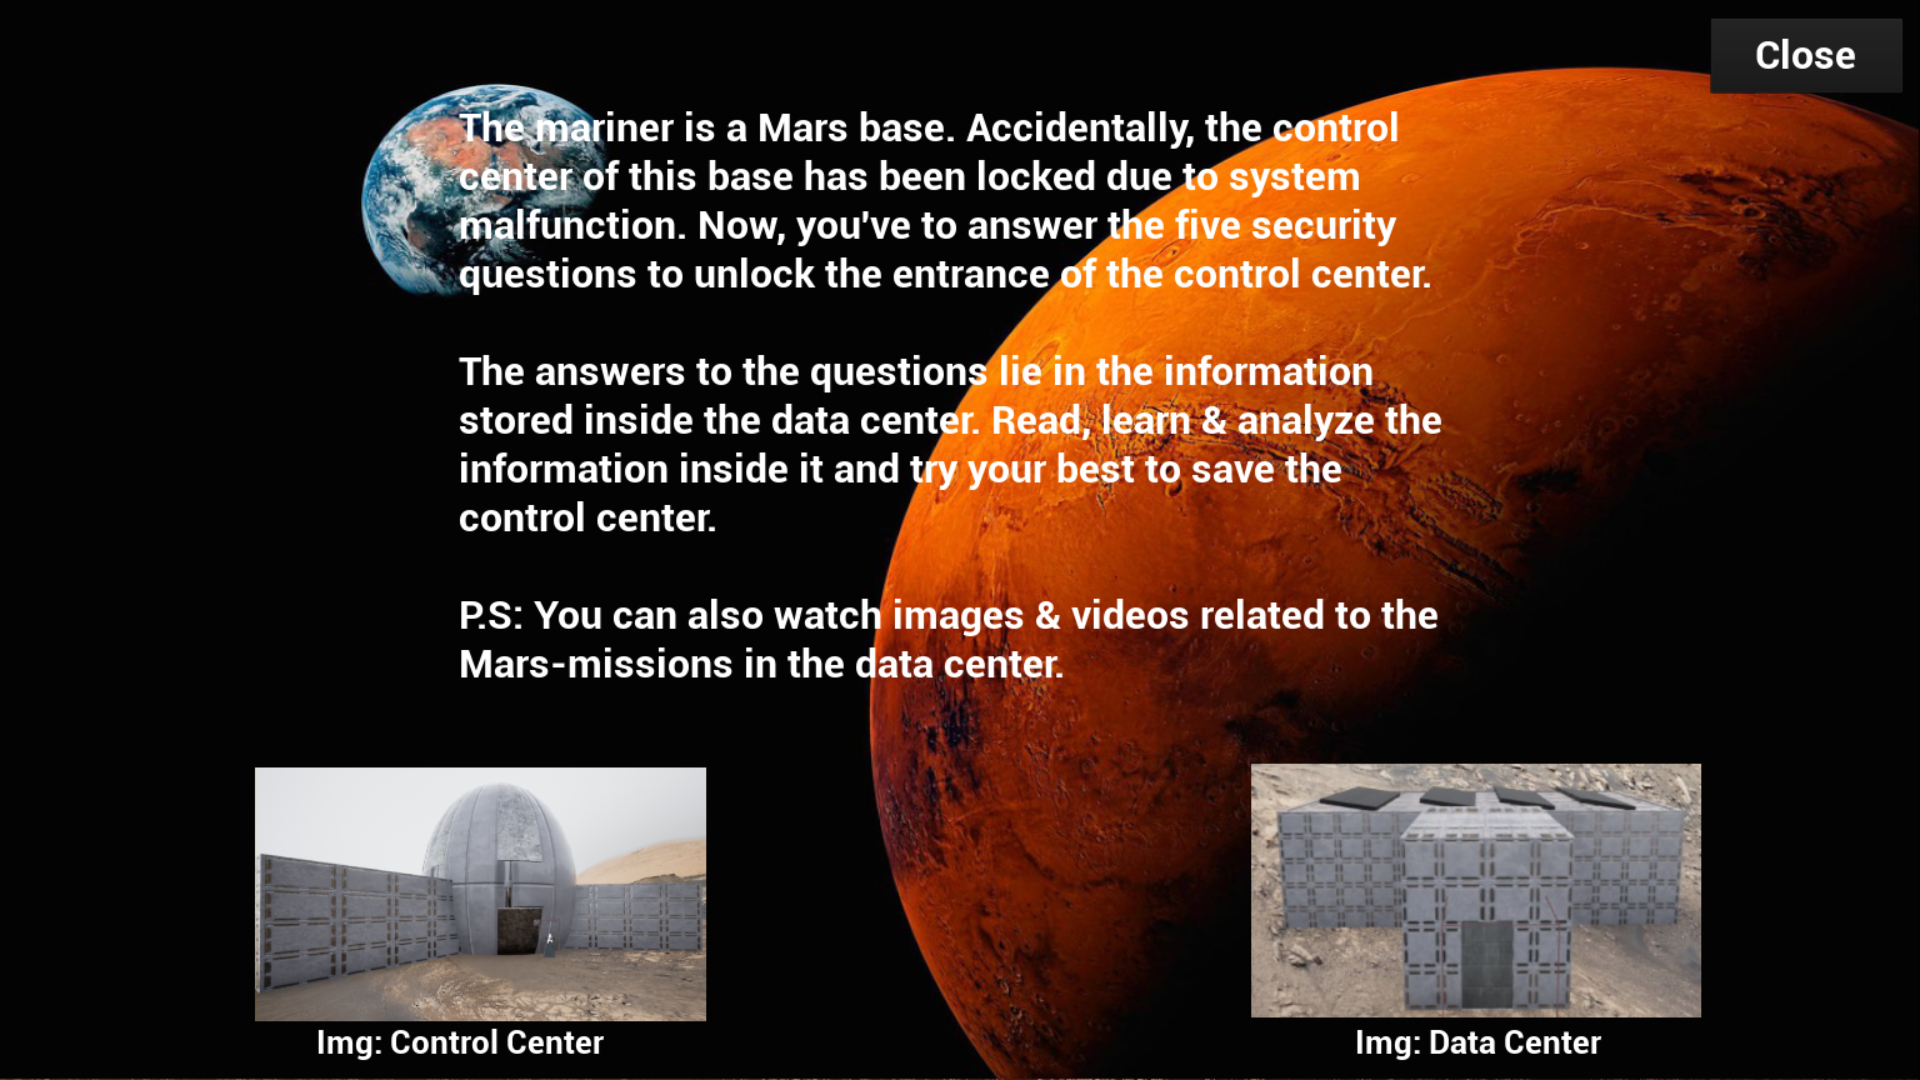 Close
The mariner is a Mars base. Accidentally, the control
center of this base has been locked due to system
malfunction. Now, you've to answer the five security
questions to unlock the entrance of the control center.
The answers to the questions lie in the information
stored inside the data center. Read, learn & analyze the
information inside it and try your best to save the
control center.
P.S: You can also watch images & videos related to the
Mars-missions in the data center.
Img: Control Center
Img: Data Center